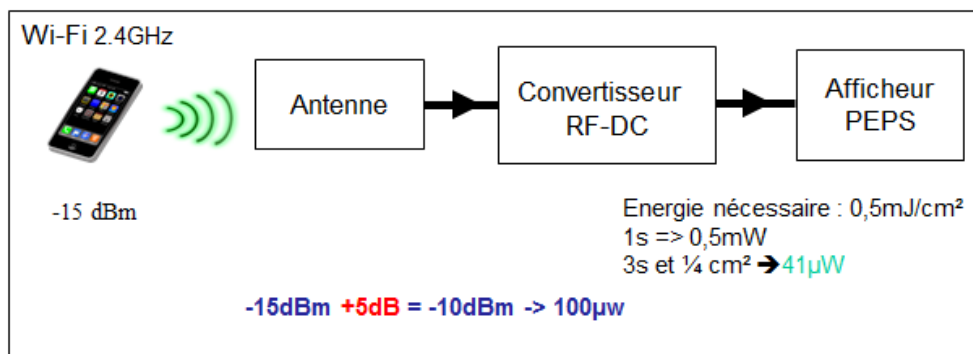 Wi-Fi 2.4GHz
Antenne
Convertisseur
RF-DC
Afficheur
PEPS
-15 dBm
Energie nécessaire : 0,5mJ/cm²
1s => 0,5mW
3s et ¼ cm² ➔ 41µW
-15dBm +5dB = -10dBm -> 100µw